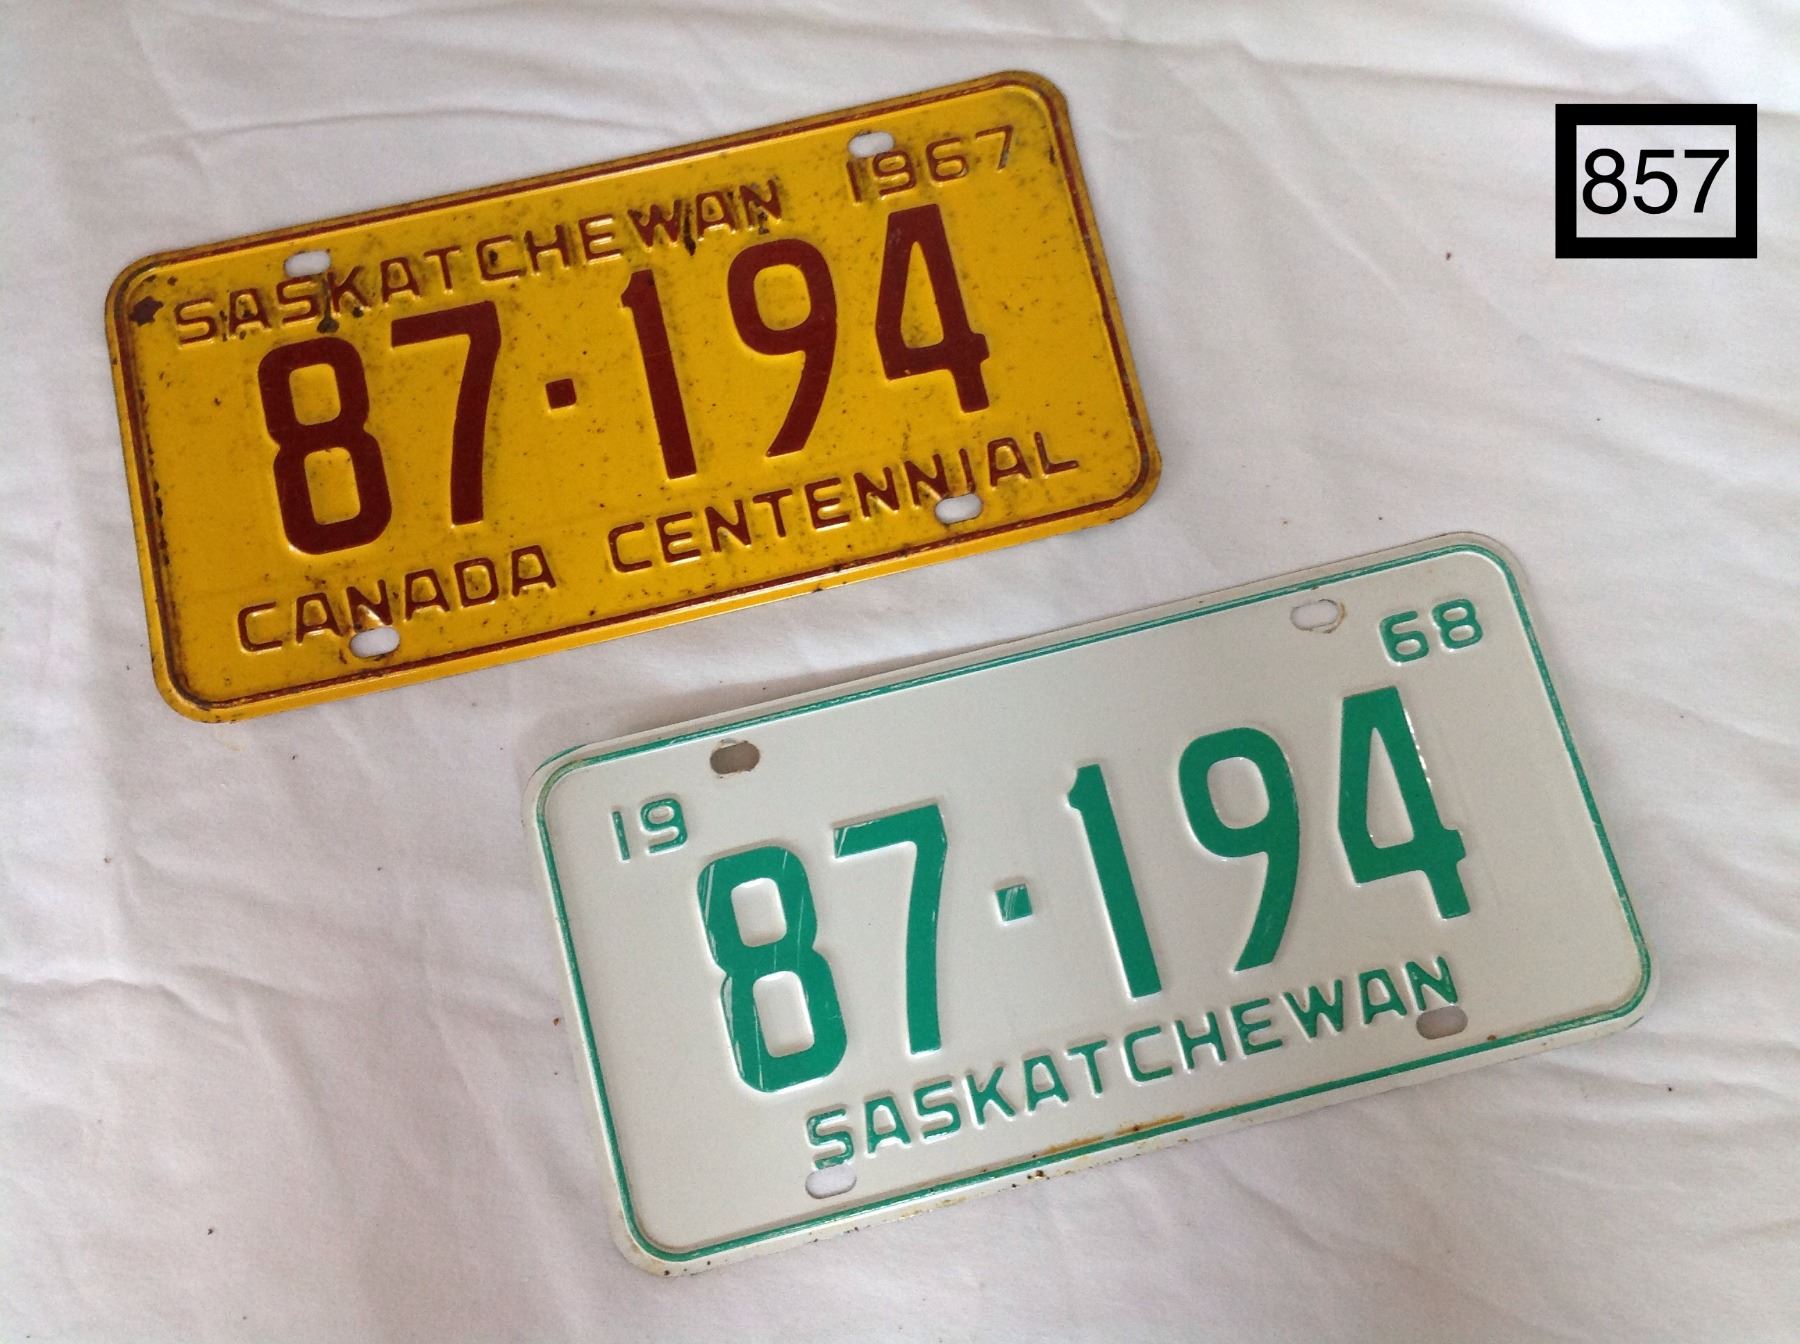 857
SASKATCHEWAN 1967
87·194
CANADA CENTENNIAL
19 68
87·194
SASKATCHEWAN